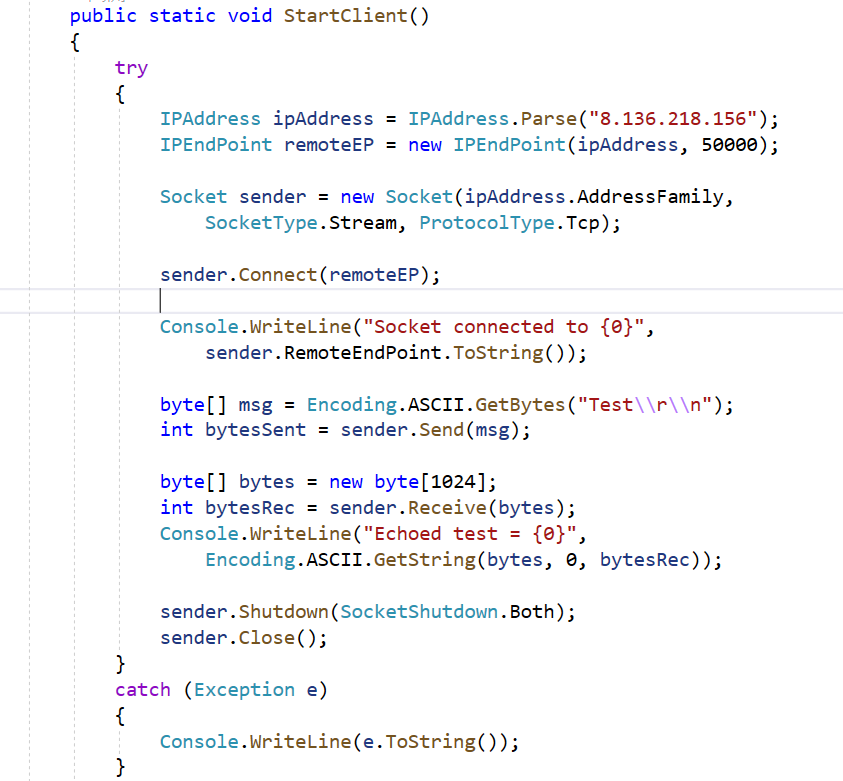 public static void StartClient()
{
try
{
IPAddress ipAddress = IPAddress.Parse("8.136.218.156");
IPEndPoint remoteEP = new IPEndPoint(ipAddress, 50000);
Socket sender = new Socket(ipAddress.AddressFamily,
SocketType.Stream, ProtocolType.Tcp);
sender.Connect(remoteEP);
Console.WriteLine("Socket connected to {0}",
sender.RemoteEndPoint.ToString());
byte[] msg = Encoding.ASCII.GetBytes("Test\\r\\n");
int bytesSent = sender.Send(msg);
byte[] bytes = new byte[1024];
int bytesRec = sender.Receive(bytes);
Console.WriteLine("Echoed test = {0}",
Encoding.ASCII.GetString(bytes, 0, bytesRec));
sender.Shutdown(SocketShutdown.Both);
sender.Close();
}
catch (Exception e)
{
Console.WriteLine(e.ToString());
}